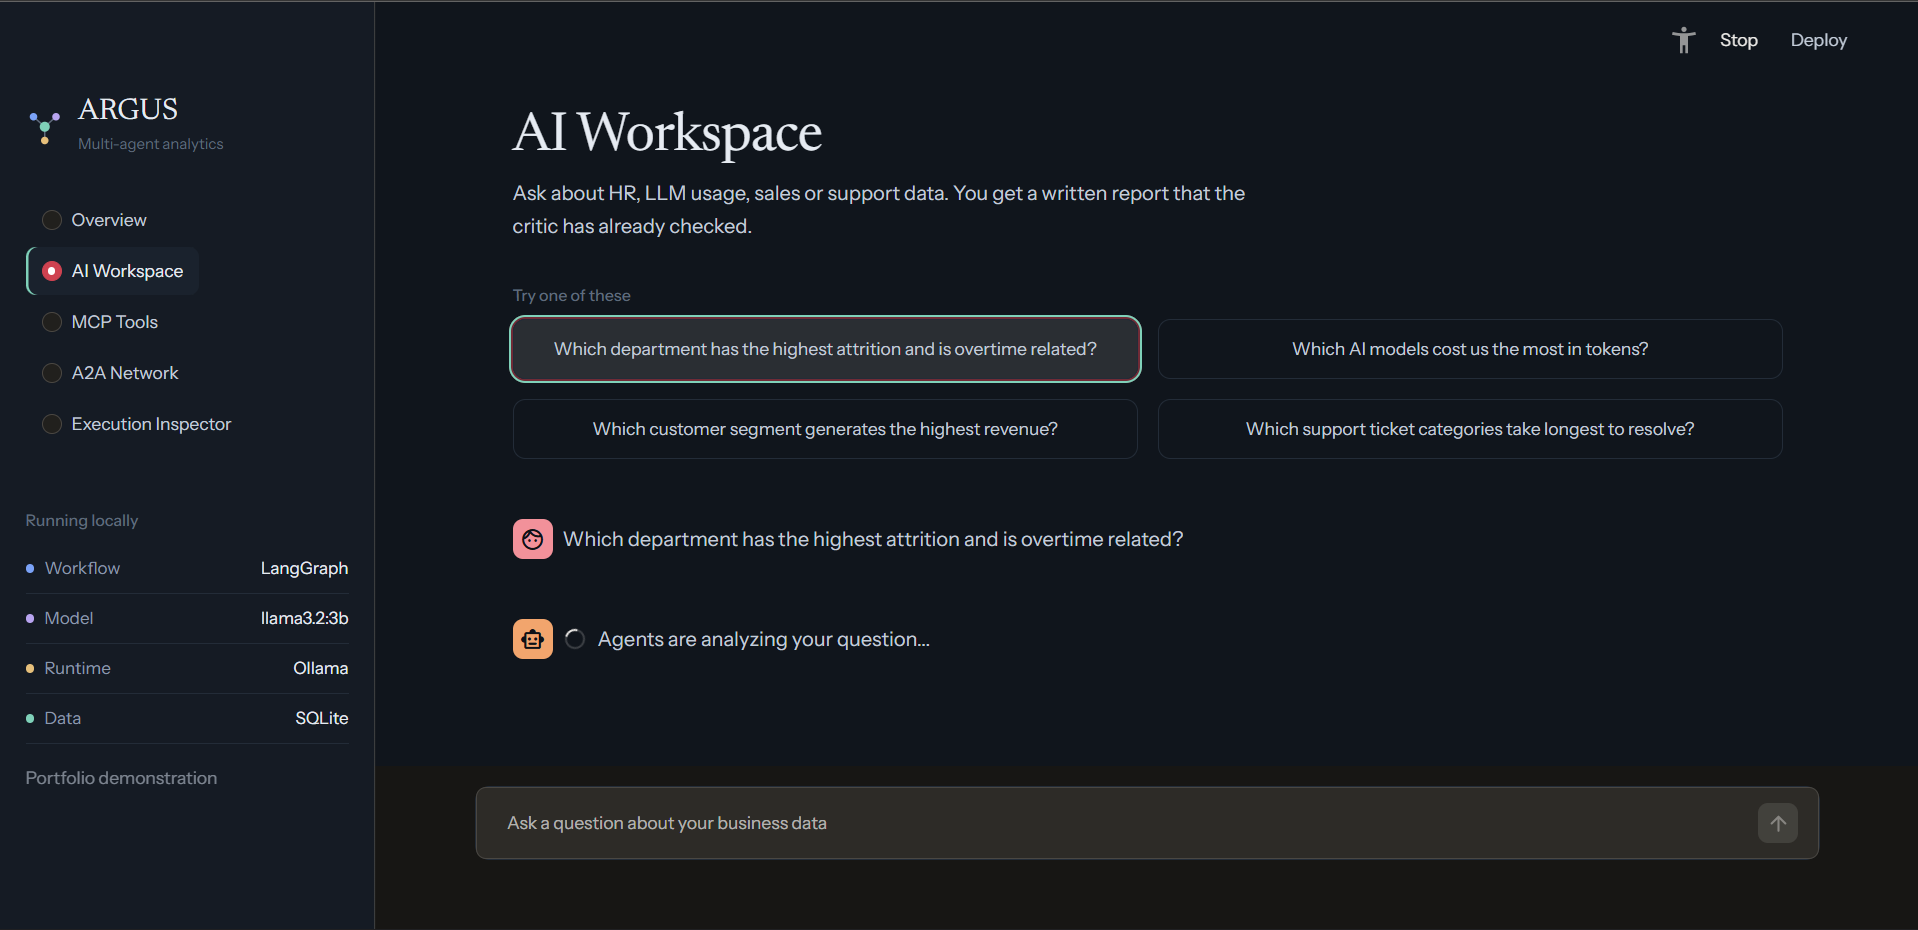 Stop
Deploy
ARGUS
Multi-agent analytics
Overview
AI Workspace
MCP Tools
A2A Network
Execution Inspector
Running locally
Workflow LangGraph
Model llama3.2:3b
Runtime Ollama
Data SQLite
Portfolio demonstration
AI Workspace
Ask about HR, LLM usage, sales or support data. You get a written report that the
critic has already checked.
Try one of these
Which department has the highest attrition and is overtime related?
Which AI models cost us the most in tokens?
Which customer segment generates the highest revenue?
Which support ticket categories take longest to resolve?
Which department has the highest attrition and is overtime related?
Agents are analyzing your question...
Ask a question about your business data